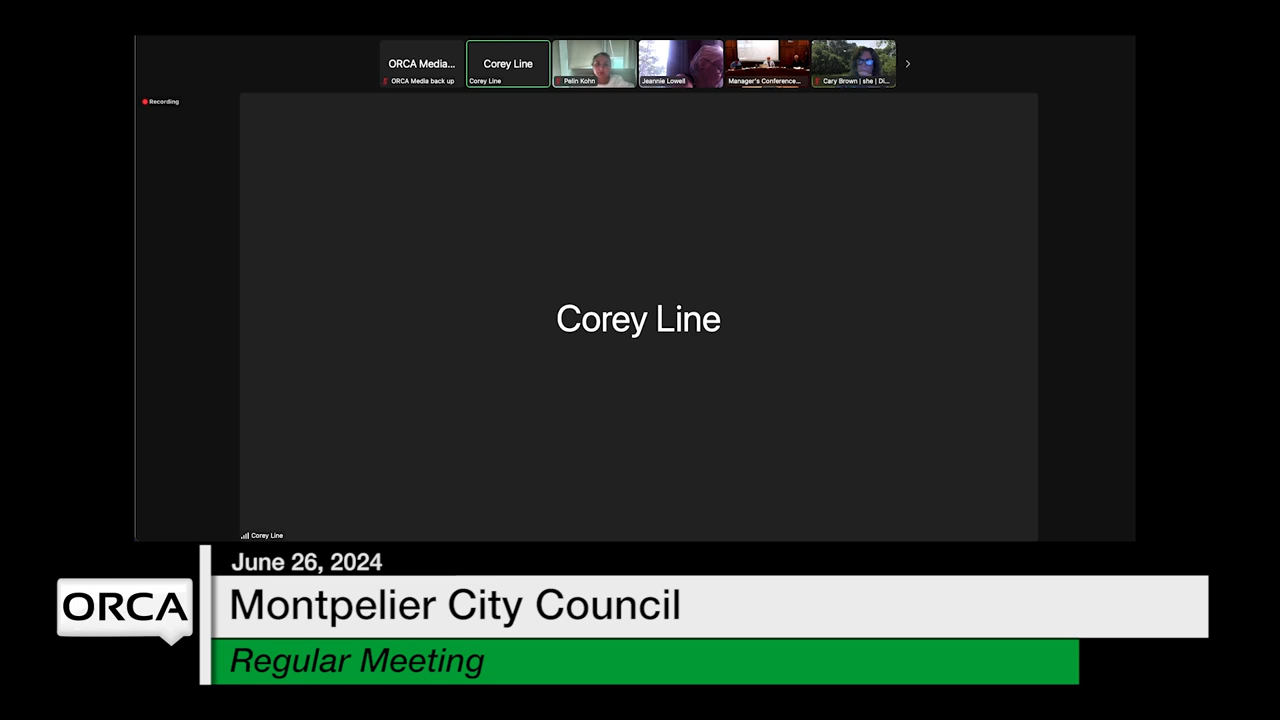 ORCA Media...
Corey Line
ORCA Media back up
Corey Line
Pelin Kohn
Jeannie Lowell
Manager's Conference...
Cary Brown | she | Di...
Recording
Corey Line
Corey Line
June 26, 2024
ORCA
Montpelier City Council
Regular Meeting